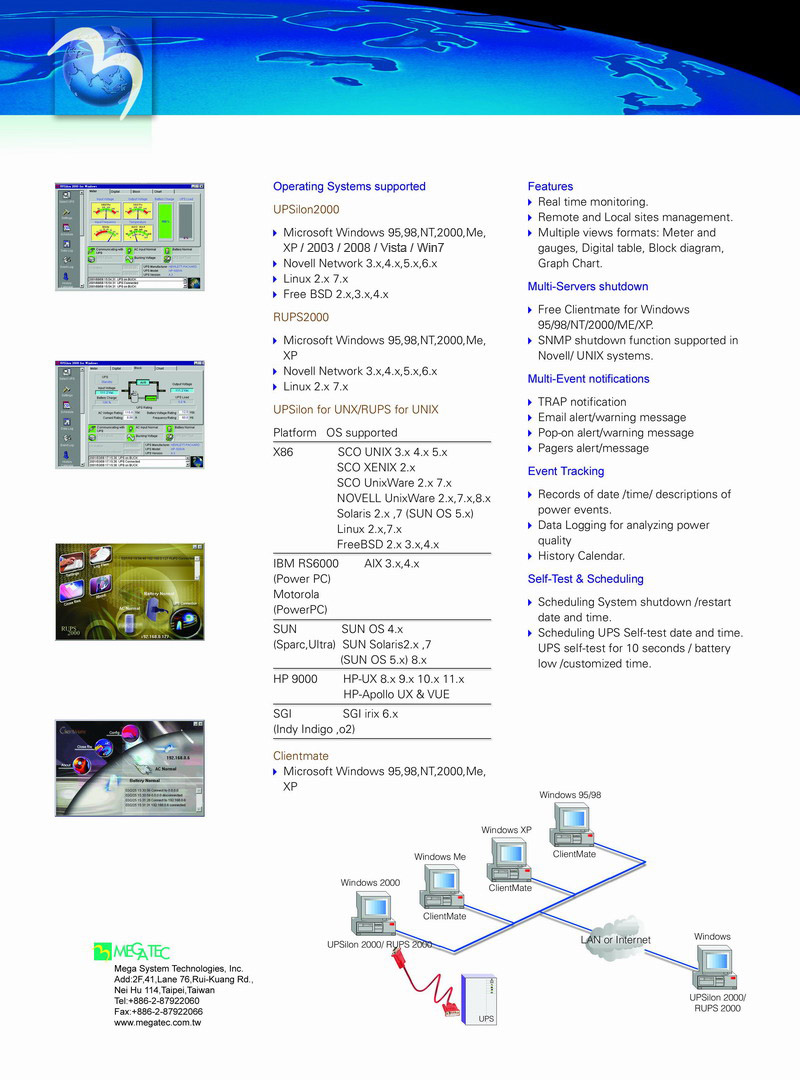 Operating Systems supported
UPSilon2000
Microsoft Windows 95,98,NT,2000,Me,
XP / 2003 / 2008 / Vista / Win7
Novell Network 3.x,4.x,5.x,6.x
Linux 2.x 7.x
Free BSD 2.x,3.x,4.x
RUPS2000
Microsoft Windows 95,98,NT,2000,Me,
XP
Novell Network 3.x,4.x,5.x,6.x
Linux 2.x 7.x
UPSilon for UNX/RUPS for UNIX
Platform OS supported
X86 SCO UNIX 3.x 4.x 5.x
SCO XENIX 2.x
SCO UnixWare 2.x 7.x
NOVELL UnixWare 2.x,7.x,8.x
Solaris 2.x ,7 (SUN OS 5.x)
Linux 2.x,7.x
FreeBSD 2.x 3.x,4.x
IBM RS6000 AIX 3.x,4.x
(Power PC)
Motorola
(PowerPC)
SUN SUN OS 4.x
(Sparc,Ultra) SUN Solaris2.x ,7
(SUN OS 5.x) 8.x
HP 9000 HP-UX 8.x 9.x 10.x 11.x
HP-Apollo UX & VUE
SGI SGI irix 6.x
(Indy Indigo ,o2)
Clientmate
Microsoft Windows 95,98,NT,2000,Me,
XP
Features
Real time monitoring.
Remote and Local sites management.
Multiple views formats: Meter and
gauges, Digital table, Block diagram,
Graph Chart.
Multi-Servers shutdown
Free Clientmate for Windows
95/98/NT/2000/ME/XP.
SNMP shutdown function supported in
Novell/ UNIX systems.
Multi-Event notifications
TRAP notification
Email alert/warning message
Pop-on alert/warning message
Pagers alert/message
Event Tracking
Records of date /time/ descriptions of
power events.
Data Logging for analyzing power
quality
History Calendar.
Self-Test & Scheduling
Scheduling System shutdown /restart
date and time.
Scheduling UPS Self-test date and time.
UPS self-test for 10 seconds / battery
low /customized time.
Windows 95/98
ClientMate
Windows XP
ClientMate
Windows Me
ClientMate
Windows 2000
UPSilon 2000/ RUPS 2000
UPS
LAN or Internet
Windows
UPSilon 2000/
RUPS 2000
MEGATEC
Mega System Technologies, Inc.
Add:2F,41,Lane 76,Rui-Kuang Rd.,
Nei Hu 114,Taipei,Taiwan
Tel:+886-2-87922060
Fax:+886-2-87922066
www.megatec.com.tw
Battery Normal
AC Normal
RUPS
2000
192.168.0.6
AC Normal
Battery Normal